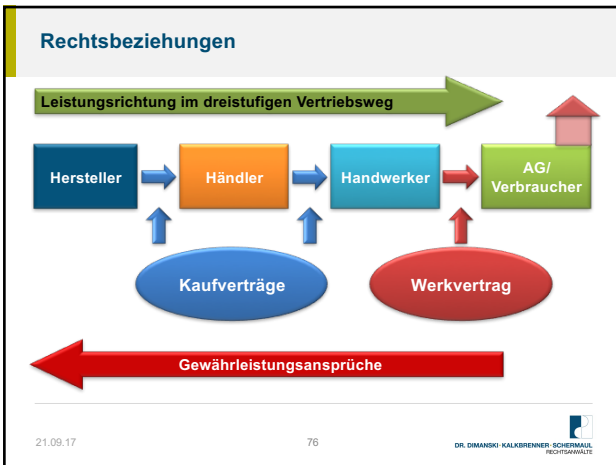 Rechtsbeziehungen
Leistungsrichtung im dreistufigen Vertriebsweg
Hersteller
Händler
Handwerker
AG/
Verbraucher
Kaufverträge
Werkvertrag
Gewährleistungsansprüche
21.09.17
76
DR. DIMANSKI · KALKBRENNER · SCHERMAUL
RECHTSANWÄLTE